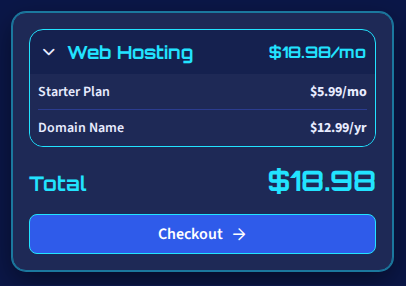 Web Hosting $18.98/mo
Starter Plan $5.99/mo
Domain Name $12.99/yr
Total $18.98
Checkout →